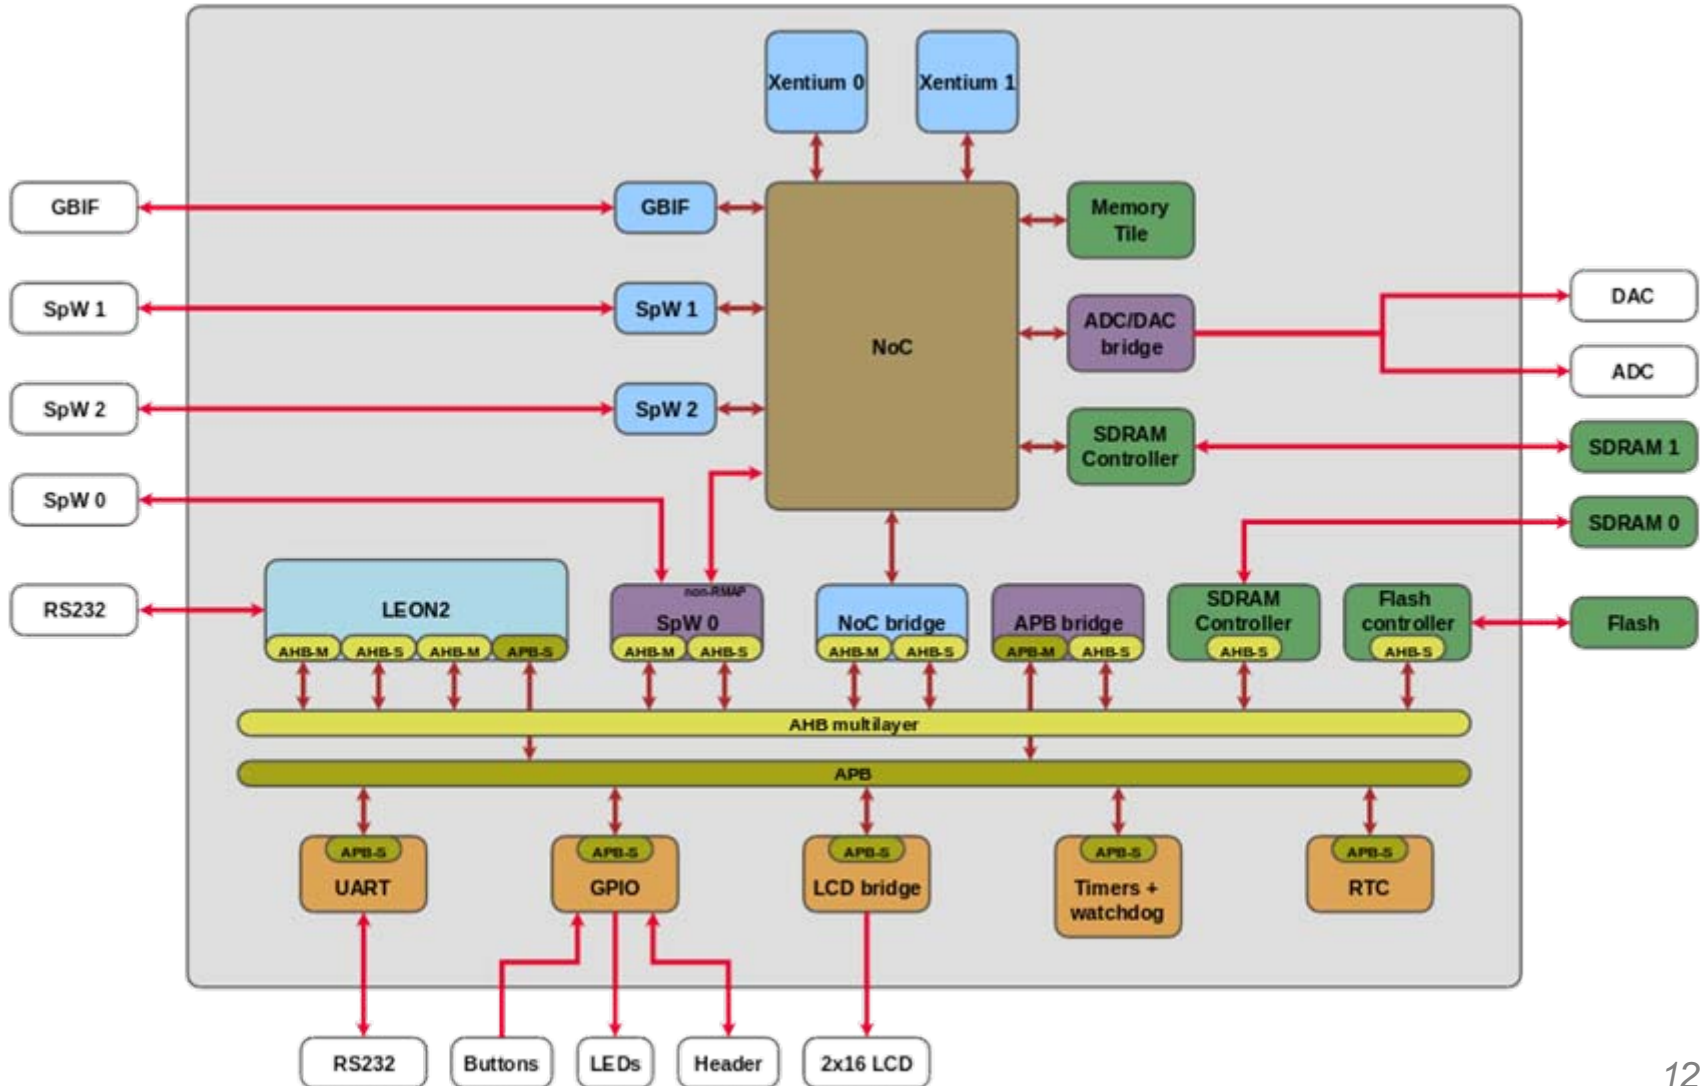 Xentium 0
Xentium 1
GBIF
GBIF
Memory
Tile
SpW 1
SpW 1
NoC
ADC/DAC
bridge
DAC
ADC
SpW 2
SpW 2
SDRAM
Controller
SDRAM 1
SpW 0
SDRAM 0
RS232
LEON2
AHB-M
AHB-S
AHB-M
APB-S
non-RMAP
SpW 0
AHB-M
AHB-S
NoC bridge
AHB-M
AHB-S
APB bridge
APB-M
AHB-S
SDRAM
Controller
AHB-S
Flash
controller
AHB-S
Flash
AHB multilayer
APB
APB-S
UART
APB-S
GPIO
APB-S
LCD bridge
APB-S
Timers +
watchdog
APB-S
RTC
RS232
Buttons
LEDs
Header
2x16 LCD
12